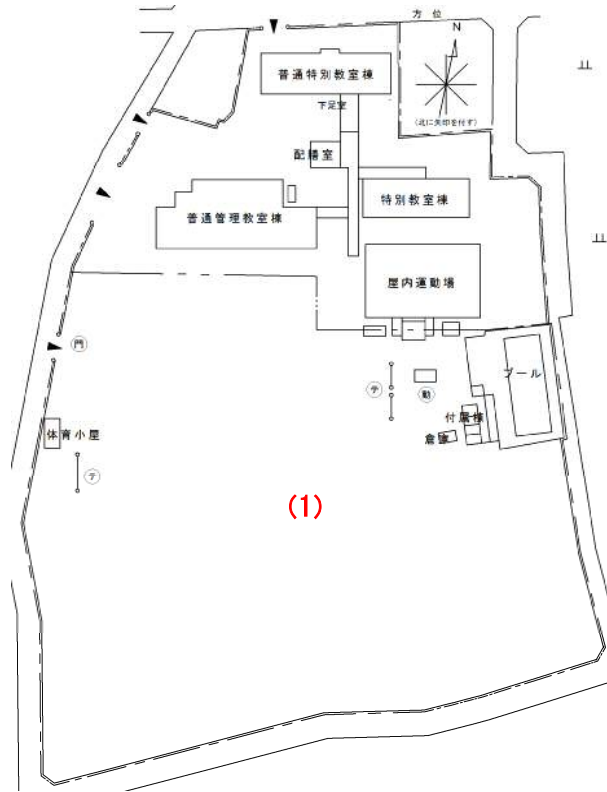 方 位
N
(北に矢印を付す)
普通特別教室棟
下足室
配膳室
特別教室棟
普通管理教室棟
屋内運動場
門
プール
テ
動
付属棟
倉庫
体育小屋
テ
(1)